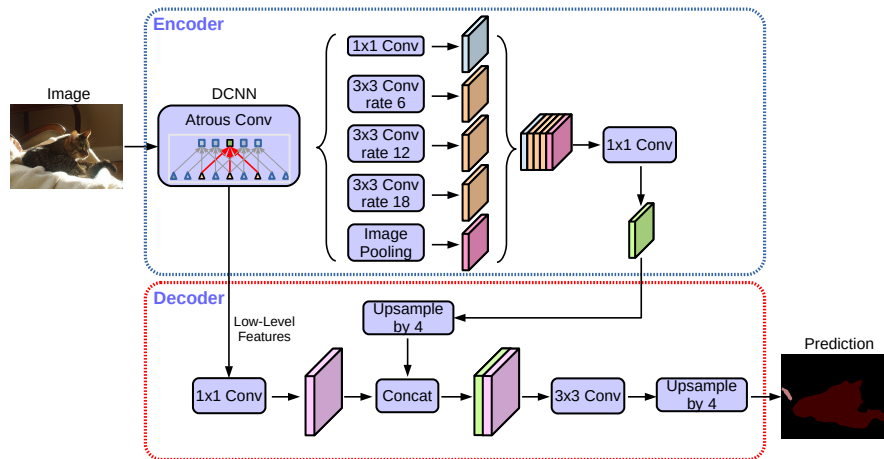 Encoder
Image
DCNN
Atrous Conv
1x1 Conv
3x3 Conv
rate 6
3x3 Conv
rate 12
3x3 Conv
rate 18
Image
Pooling
1x1 Conv
Decoder
Low-Level
Features
Upsample
by 4
1x1 Conv
Concat
3x3 Conv
Upsample
by 4
Prediction